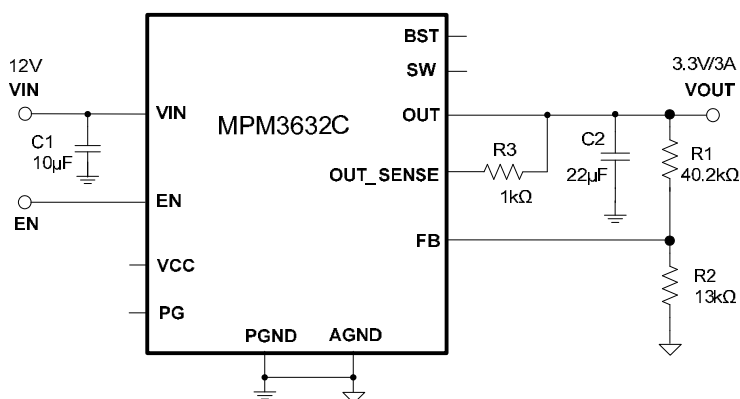 BST
12V
VIN
SW
3.3V/3A
VOUT
VIN
OUT
MPM3632C
C1
10µF
C2
22µF
R3
1kΩ
R1
40.2kΩ
OUT_SENSE
EN
EN
FB
VCC
R2
13kΩ
PG
PGND
AGND